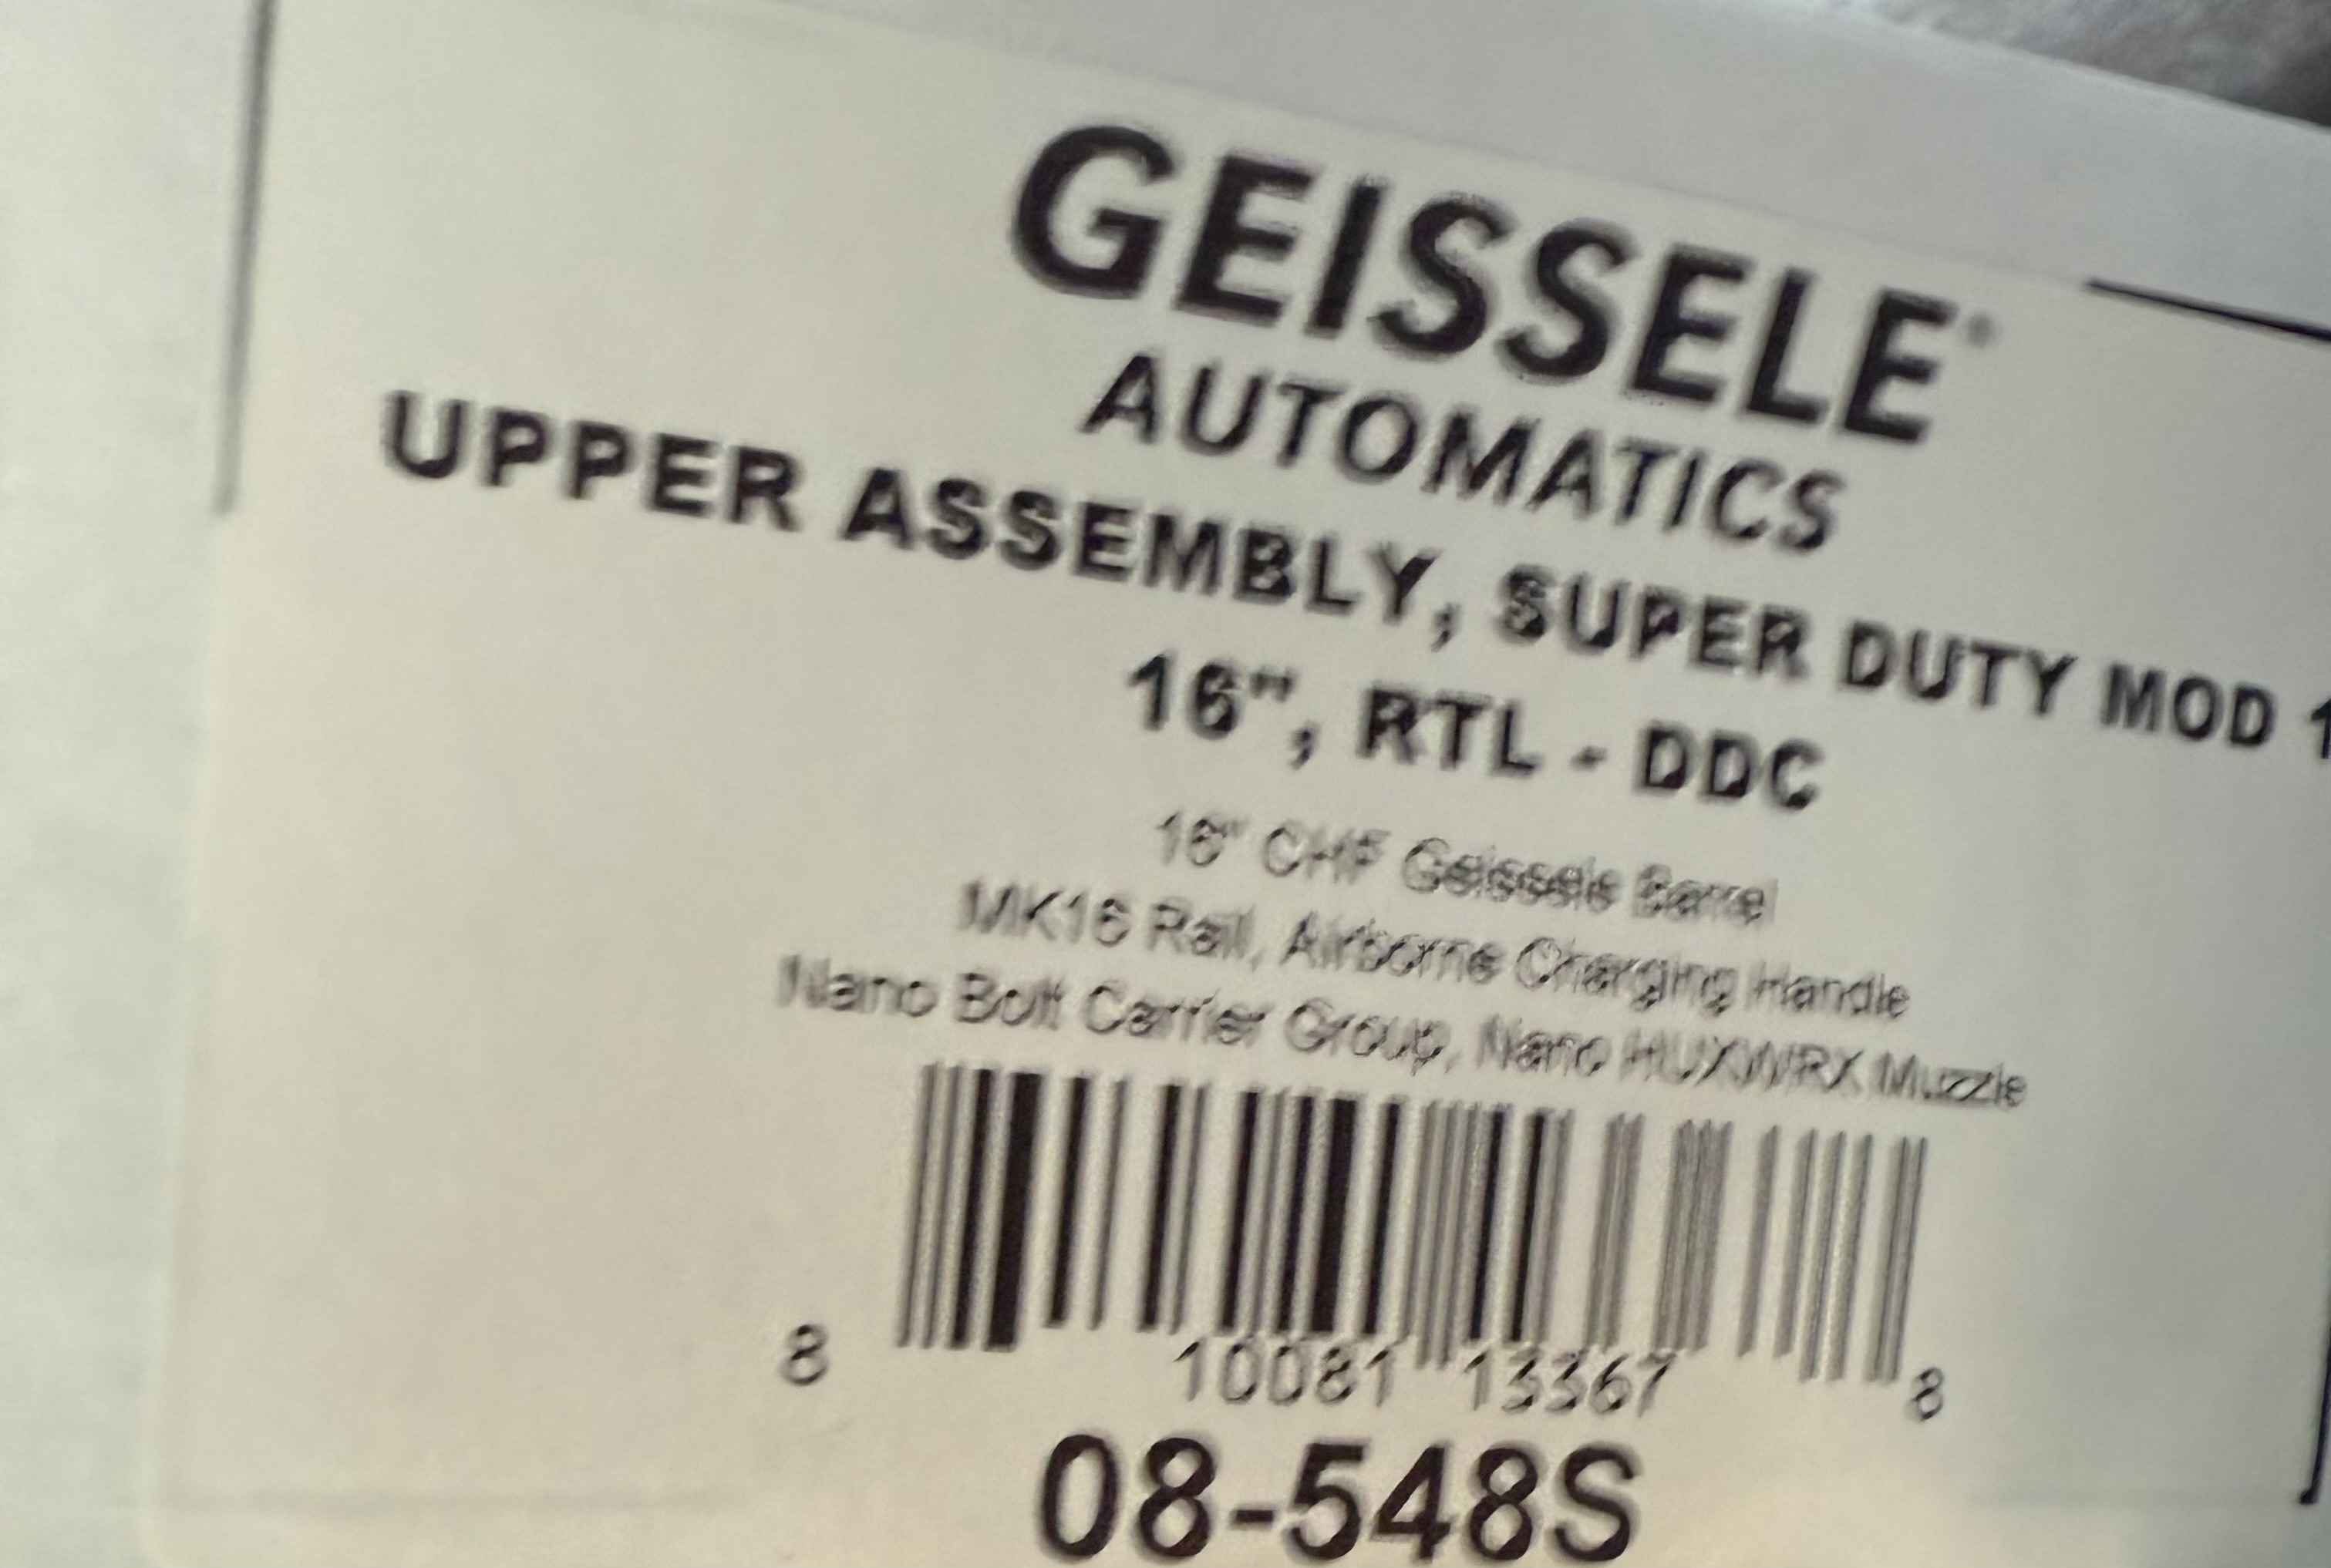 GEISSELE®
AUTOMATICS
UPPER ASSEMBLY, SUPER DUTY MOD 1
16", RTL - DDC
16" CHF Geissele Barrel
MK16 Rail, Airborne Charging Handle
Nano Bolt Carrier Group, Nano HUXWRX Muzzle
8 10081 13367 8
08-548S